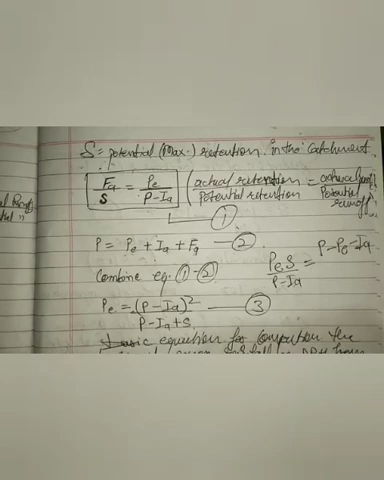 S = potential (Max.) retention in the catchment
Fa/S = Pe/(P-Ia) (actual retention/Potential retention = actual runoff/Potential runoff)
①
P = Pe + Ia + Fa — ②
Combine eq. ① - ②
Pe S/(P-Ia) = P-Pe-Ia
Pe = (P-Ia)²/(P-Ia+S) — ③
basic equation for computing the